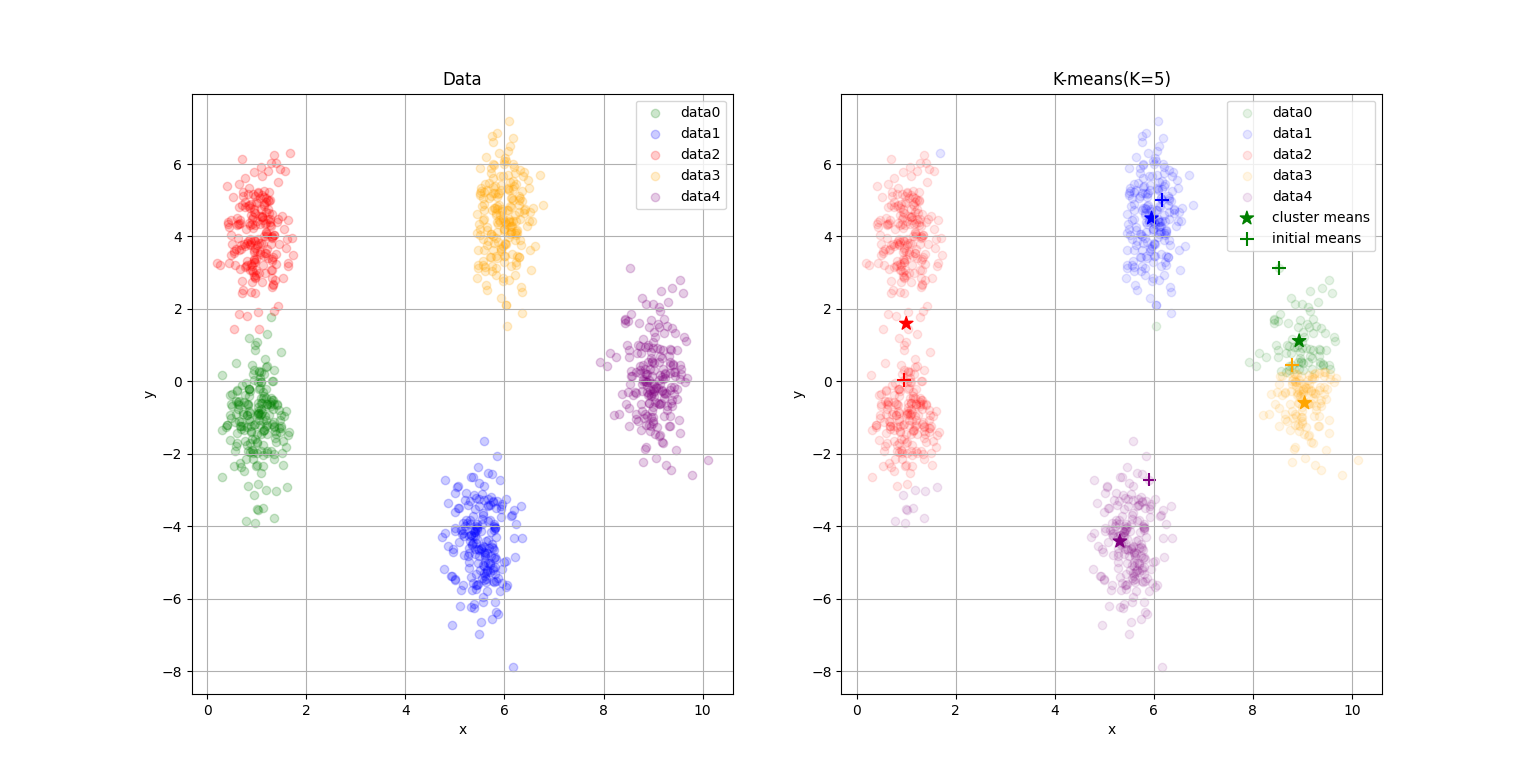 Data
data0
data1
data2
data3
data4
6
4
2
0
−2
−4
−6
−8
y
0
2
4
6
8
10
x
K-means(K=5)
data0
data1
data2
data3
data4
cluster means
initial means
6
4
2
0
−2
−4
−6
−8
y
0
2
4
6
8
10
x